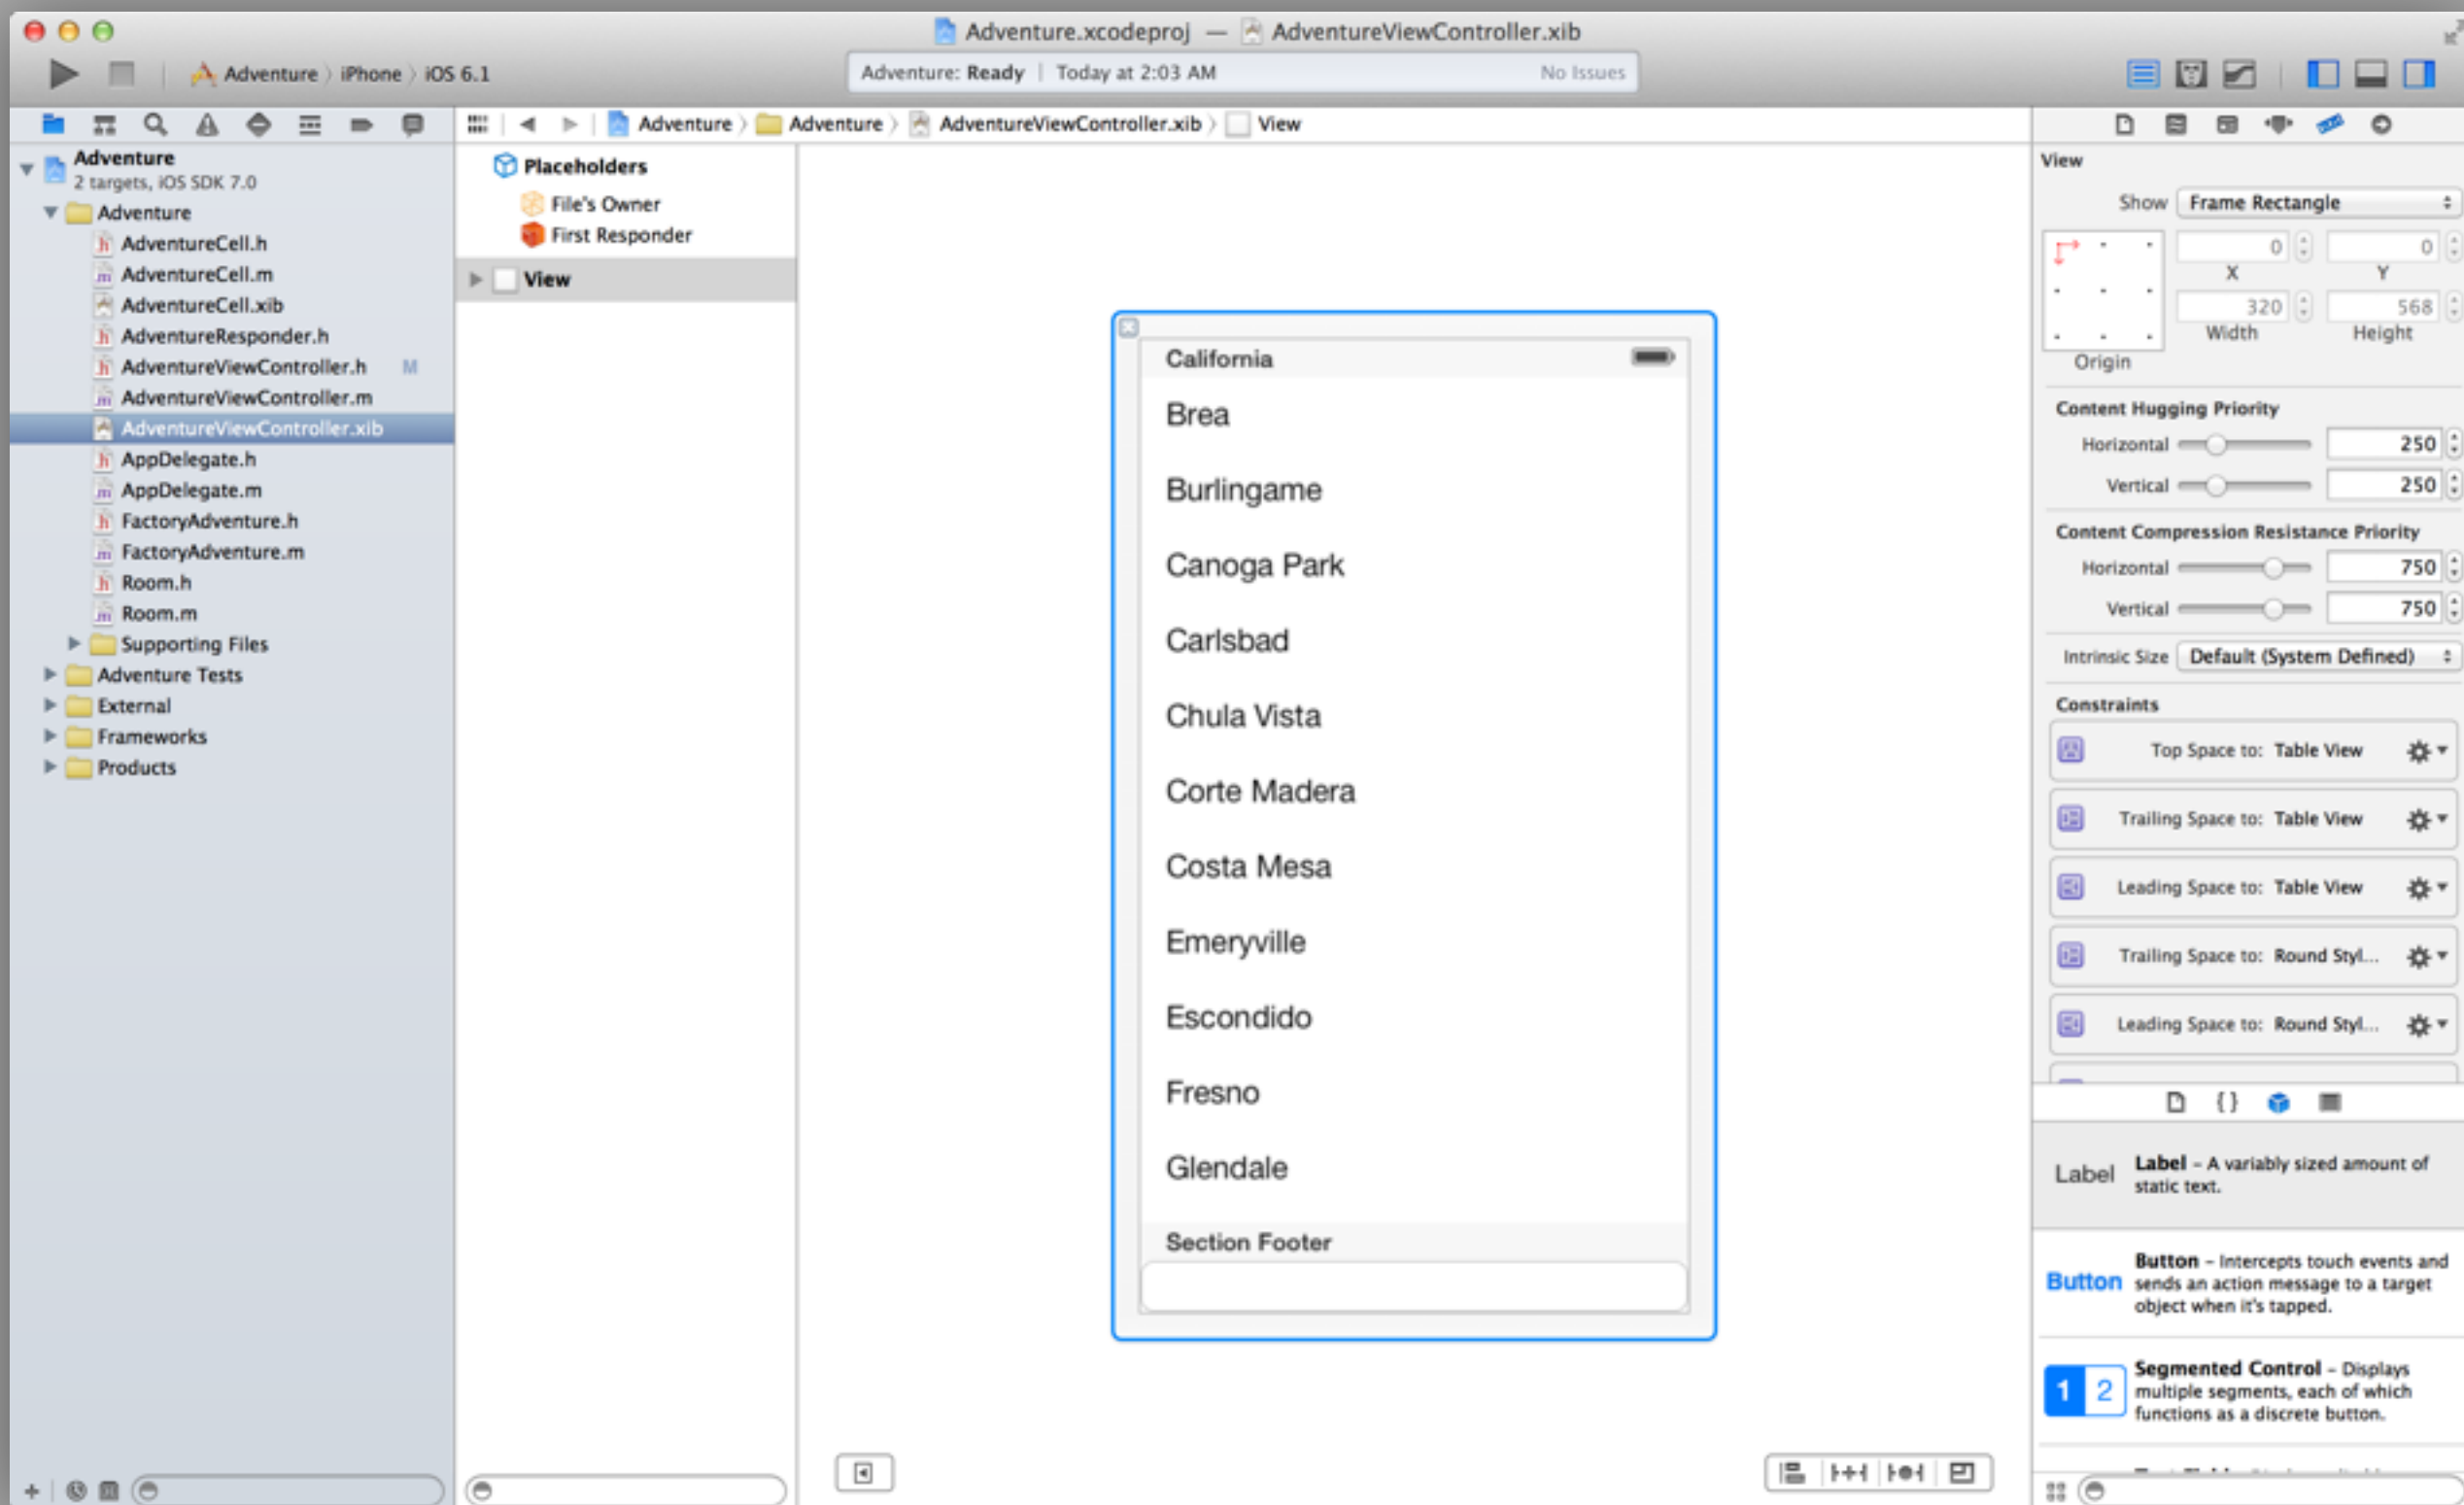 Adventure.xcodeproj — AdventureViewController.xib
Adventure iPhone iOS 6.1
Adventure: Ready | Today at 2:03 AM No Issues
Adventure Adventure AdventureViewController.xib View
Adventure
2 targets, iOS SDK 7.0
Adventure
AdventureCell.h
AdventureCell.m
AdventureCell.xib
AdventureResponder.h
AdventureViewController.h M
AdventureViewController.m
AdventureViewController.xib
AppDelegate.h
AppDelegate.m
FactoryAdventure.h
FactoryAdventure.m
Room.h
Room.m
Supporting Files
Adventure Tests
External
Frameworks
Products
Placeholders
File's Owner
First Responder
View
California
Brea
Burlingame
Canoga Park
Carlsbad
Chula Vista
Corte Madera
Costa Mesa
Emeryville
Escondido
Fresno
Glendale
Section Footer
View
Show Frame Rectangle
0 0
X Y
320 568
Width Height
Origin
Content Hugging Priority
Horizontal 250
Vertical 250
Content Compression Resistance Priority
Horizontal 750
Vertical 750
Intrinsic Size Default (System Defined)
Constraints
Top Space to: Table View
Trailing Space to: Table View
Leading Space to: Table View
Trailing Space to: Round Styl...
Leading Space to: Round Styl...
{ }
Label Label – A variably sized amount of
static text.
Button – Intercepts touch events and
Button sends an action message to a target
object when it's tapped.
Segmented Control – Displays
1 2 multiple segments, each of which
functions as a discrete button.